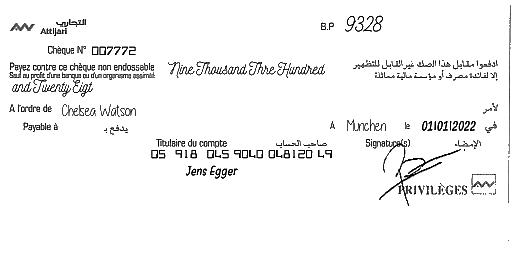 التجاري
Attijari
B.P 9328
Chèque N° 007772
Payez contre ce chèque non endossable
Nine Thousand Thre Hundred
ادفعوا مقابل هذا الصك غير القابل للتظهير
Sauf au profit d'une banque ou d'un organisme assimilé
إلا لفائدة مصرف أو مؤسسة مالية مماثلة
and Twenty Eigt
A l'ordre de Chelsea Watson
لأمر
Payable à يدفع بـ
A Munchen le 01/01/2022 في
Titulaire du compte صاحب الحساب
Signature(s) الإمضاء
05 918 045 9040 048120 49
Jens Egger
PRIVILÈGES